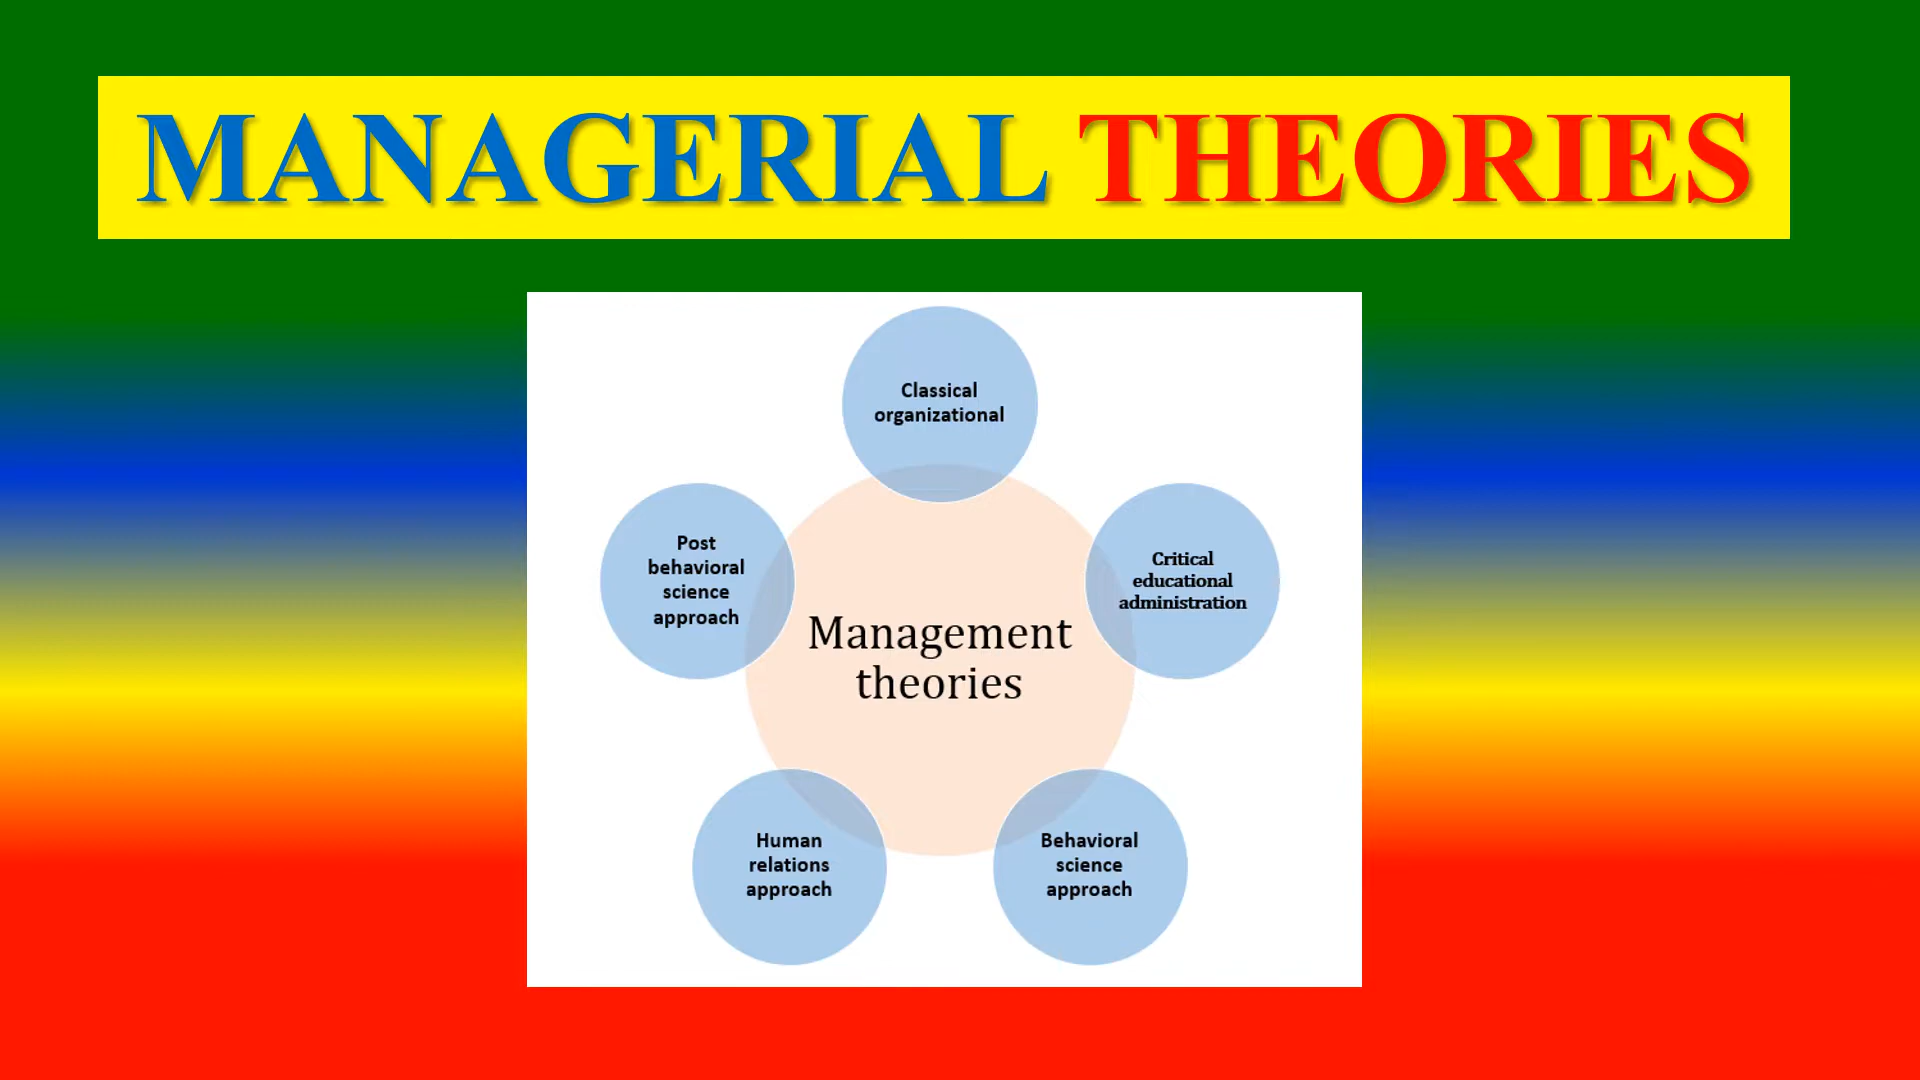 MANAGERIAL THEORIES
Classical
organizational
Post
behavioral
science
approach
Critical
educational
administration
Management
theories
Human
relations
approach
Behavioral
science
approach